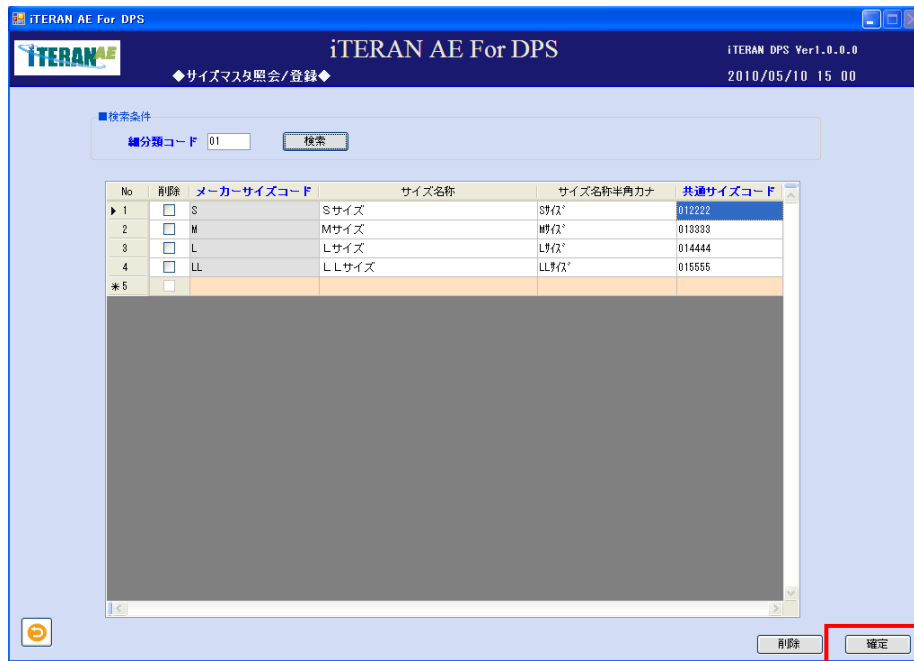 iTERAN AE For DPS
iTERAN AE
iTERAN AE For DPS
iTERAN DPS Ver1.0.0.0
◆サイズマスタ照会/登録◆
2010/05/10 15 00
■検索条件
細分類コード 01 検索
No 削除 メーカーサイズコード サイズ名称 サイズ名称半角カナ 共通サイズコード
1 S Sサイズ Sｻｲｽﾞ 012222
2 M Mサイズ Mｻｲｽﾞ 013333
3 L Lサイズ Lｻｲｽﾞ 014444
4 LL LLサイズ LLｻｲｽﾞ 015555
*5
削除 確定